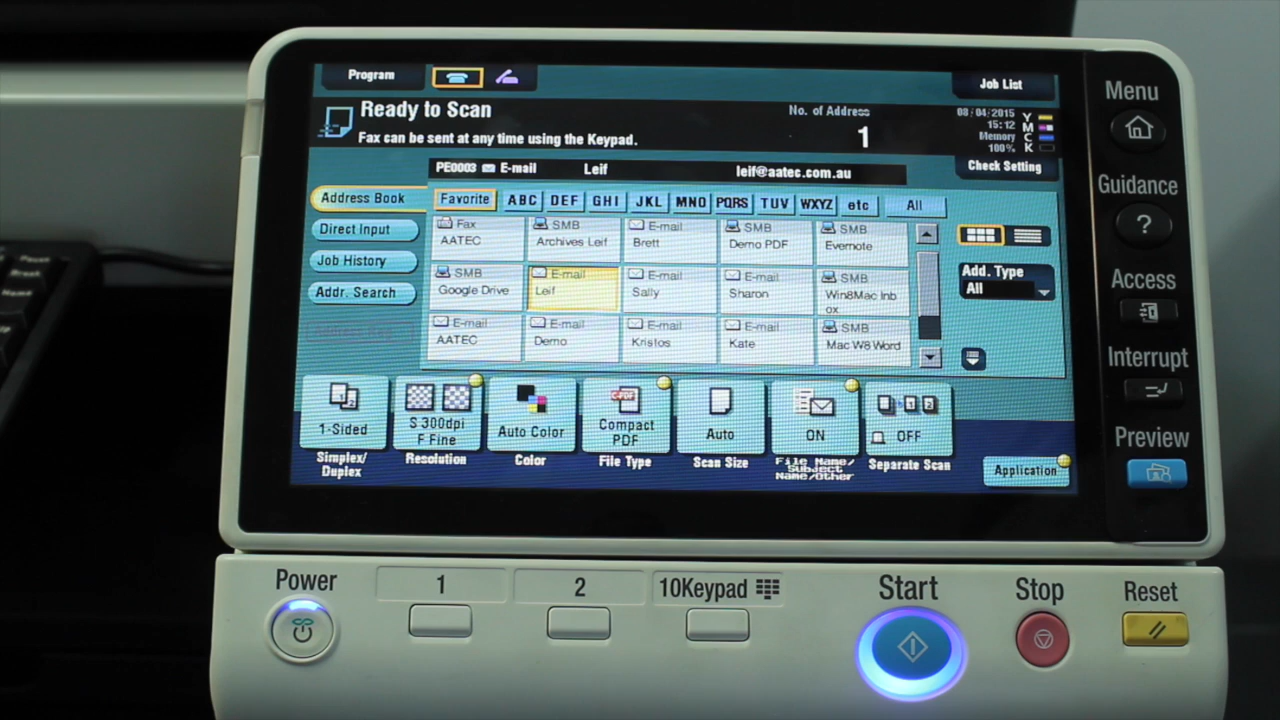 Program
Job List
Menu
Ready to Scan
No. of Address
1
Fax can be sent at any time using the Keypad.
08/04/2015
15:12
Memory
100%
Y
M
C
K
Check Setting
PE0003 E-mail Leif leif@aatec.com.au
Guidance
?
Address Book
Direct Input
Job History
Addr. Search
Favorite ABC DEF GHI JKL MNO PQRS TUV WXYZ etc All
Fax
AATEC
SMB
Archives Leif
E-mail
Brett
SMB
Demo PDF
SMB
Evernote
SMB
Google Drive
E-mail
Leif
E-mail
Sally
E-mail
Sharon
SMB
Win8Mac Inb
ox
E-mail
AATEC
E-mail
Demo
E-mail
Kristos
E-mail
Kate
SMB
Mac W8 Word
Add. Type
All
Access
Interrupt
Preview
1-Sided
Simplex/
Duplex
S 300dpi
F Fine
Resolution
Auto Color
Color
Compact
PDF
File Type
Auto
Scan Size
ON
File Name/
Subject
Name/Other
1 2
OFF
Separate Scan
Application
Power
1
2
10Keypad
Start
Stop
Reset